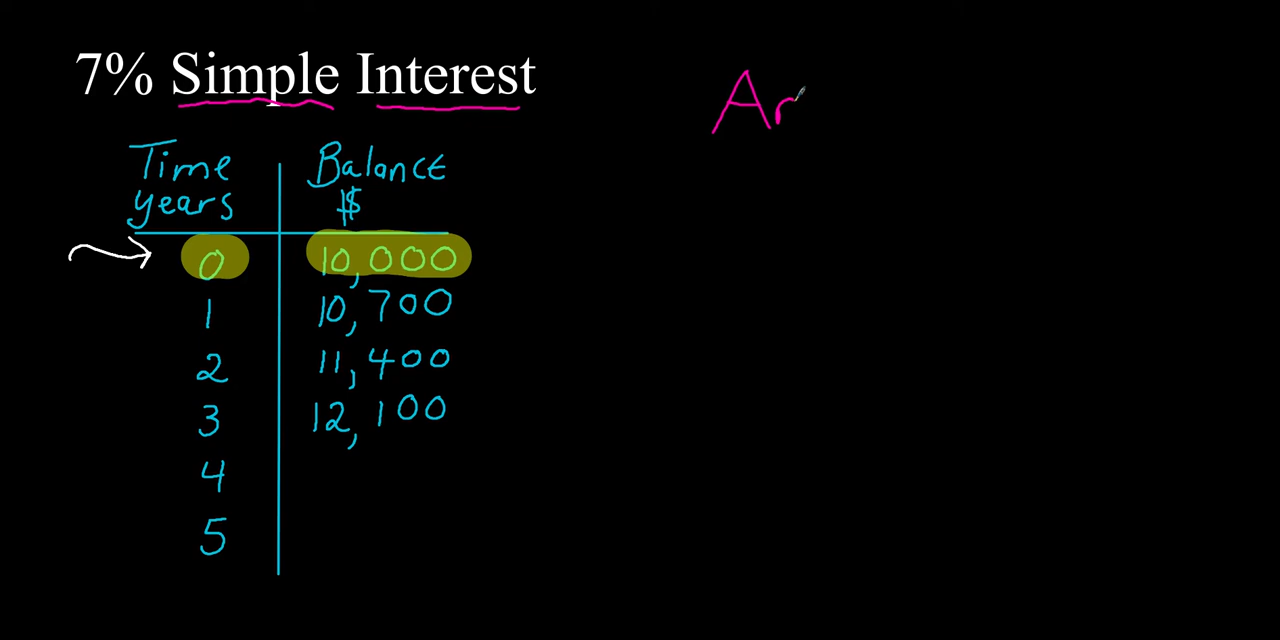 7% Simple Interest
Ar
Time years | Balance $
0 | 10,000
1 | 10,700
2 | 11,400
3 | 12,100
4
5